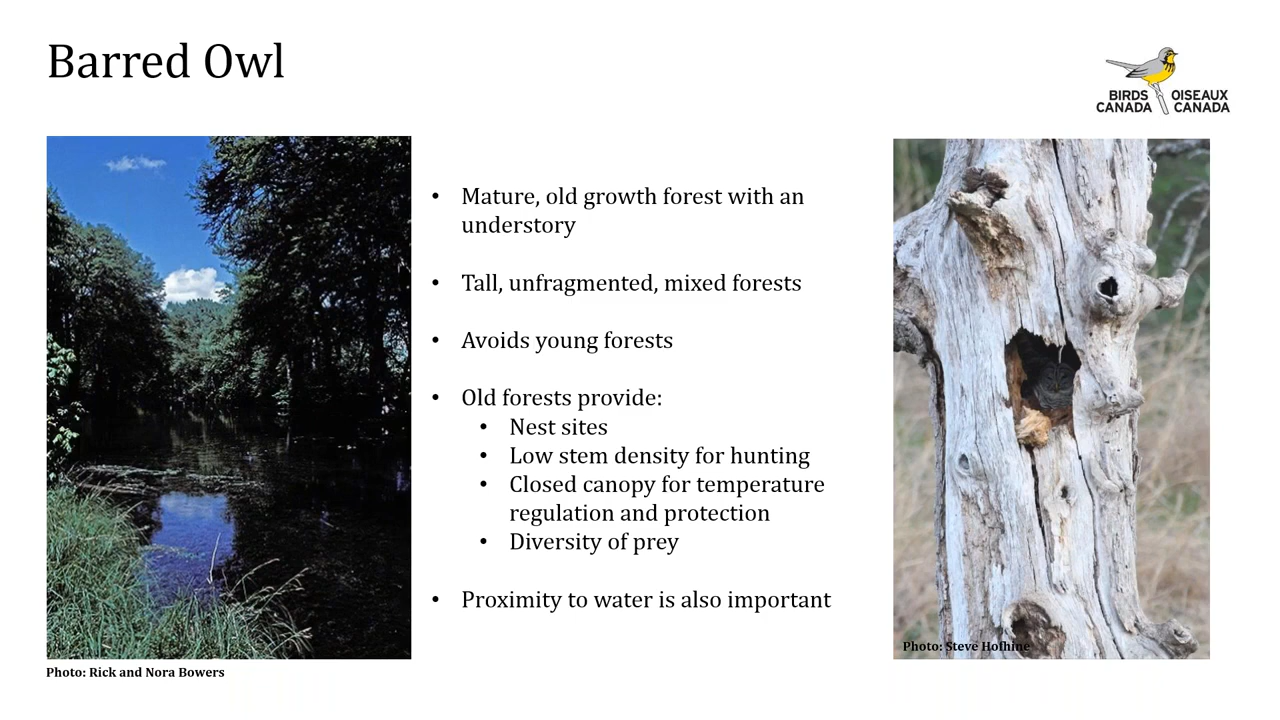 Barred Owl
BIRDS CANADA
OISEAUX CANADA
• Mature, old growth forest with an
understory
• Tall, unfragmented, mixed forests
• Avoids young forests
• Old forests provide:
• Nest sites
• Low stem density for hunting
• Closed canopy for temperature
regulation and protection
• Diversity of prey
• Proximity to water is also important
Photo: Steve Hofhine
Photo: Rick and Nora Bowers